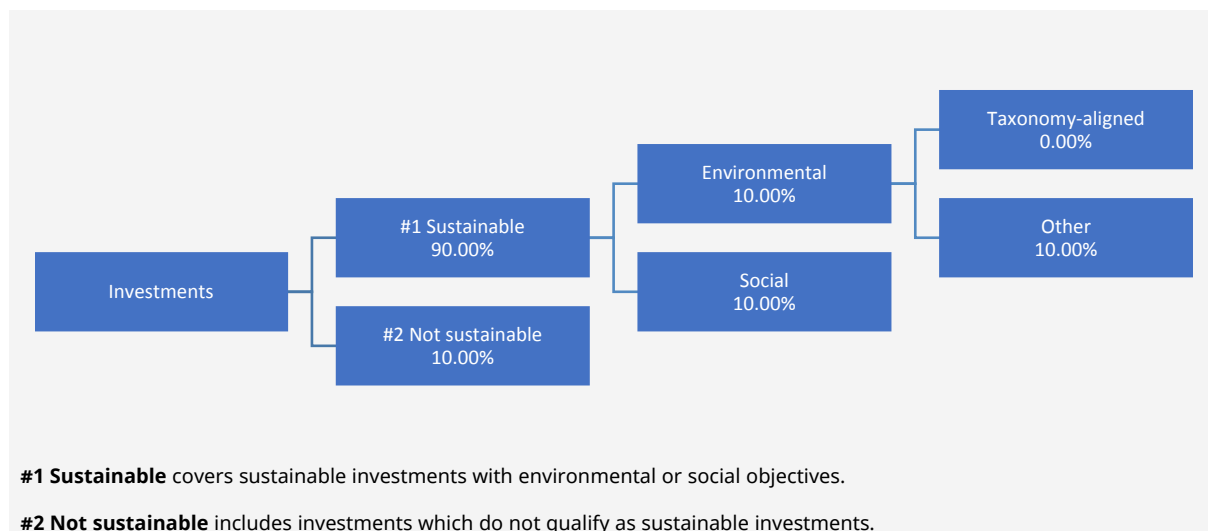 Taxonomy-aligned
0.00%
Environmental
10.00%
#1 Sustainable
90.00%
Other
10.00%
Investments
Social
10.00%
#2 Not sustainable
10.00%
#1 Sustainable covers sustainable investments with environmental or social objectives.
#2 Not sustainable includes investments which do not qualify as sustainable investments.